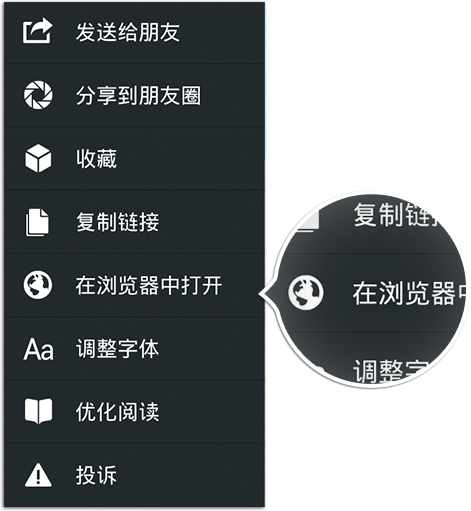 发送给朋友
分享到朋友圈
收藏
复制链接
在浏览器中打开
Aa 调整字体
优化阅读
投诉
复制链
在浏览器中
调整字